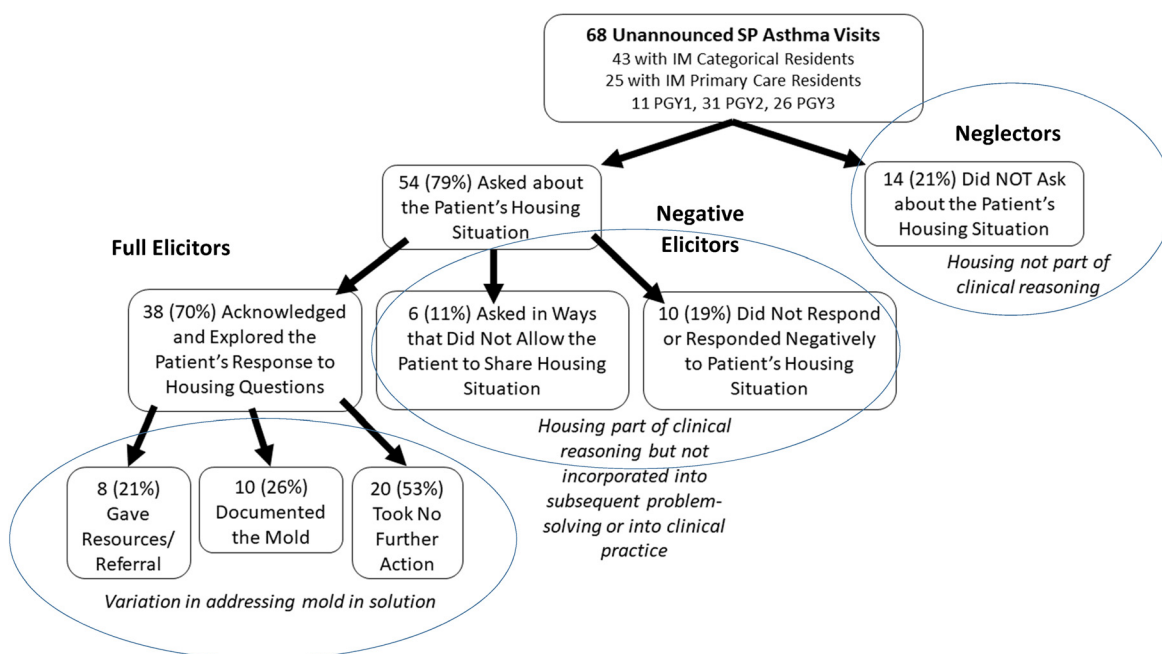 68 Unannounced SP Asthma Visits
43 with IM Categorical Residents
25 with IM Primary Care Residents
11 PGY1, 31 PGY2, 26 PGY3
Neglectors
14 (21%) Did NOT Ask
about the Patient's
Housing Situation
Housing not part of
clinical reasoning
54 (79%) Asked about
the Patient's Housing
Situation
Negative
Elicitors
Full Elicitors
38 (70%) Acknowledged
and Explored the
Patient's Response to
Housing Questions
6 (11%) Asked in Ways
that Did Not Allow the
Patient to Share Housing
Situation
10 (19%) Did Not Respond
or Responded Negatively
to Patient's Housing
Situation
Housing part of clinical
reasoning but not
incorporated into
subsequent problem-
solving or into clinical
practice
8 (21%)
Gave
Resources/
Referral
10 (26%)
Documented
the Mold
20 (53%)
Took No
Further
Action
Variation in addressing mold in solution